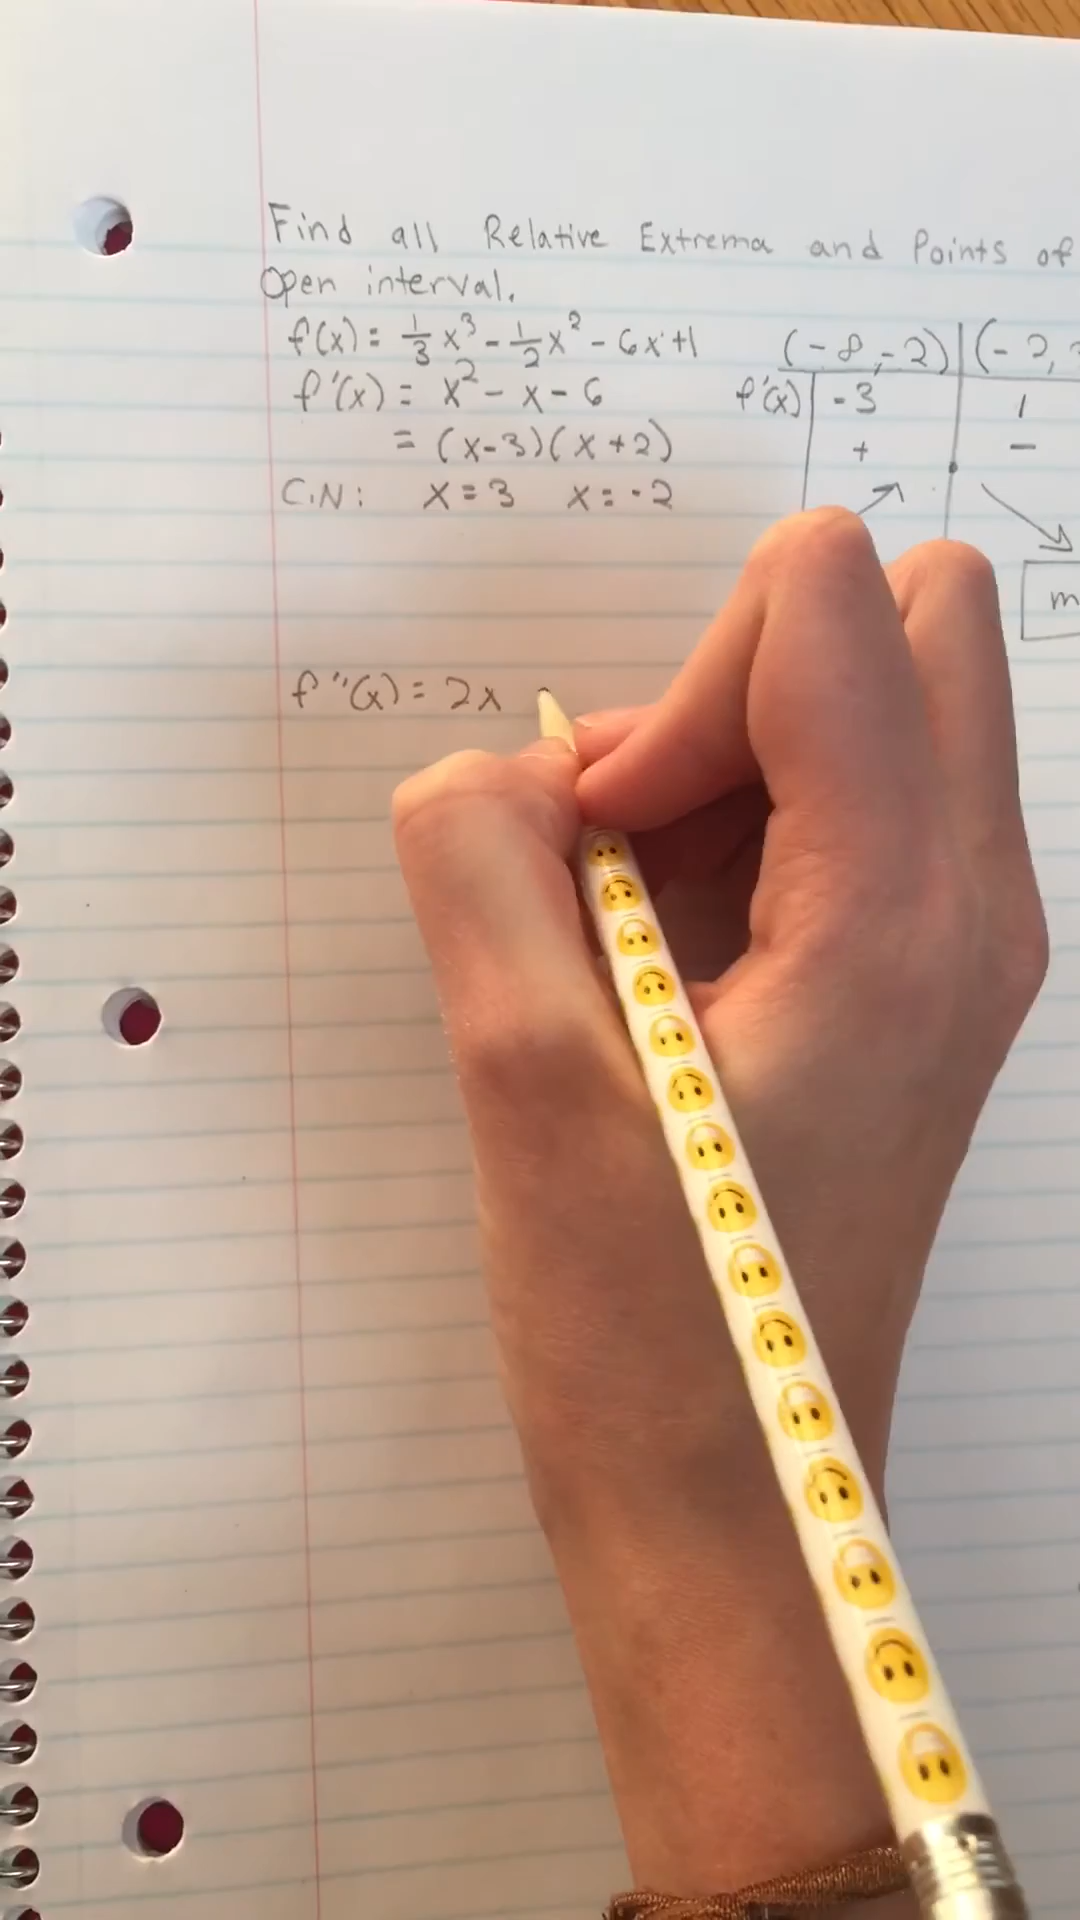 Find all Relative Extrema and Points of
Open interval.
f(x) = 1/3 x³ - 1/2 x² - 6x + 1
f'(x) = x² - x - 6
= (x-3)(x+2)
C.N: x = 3 x = -2
(-∞, -2) (-2,
f'(x) -3 1
+ -
m
f''(x) = 2x